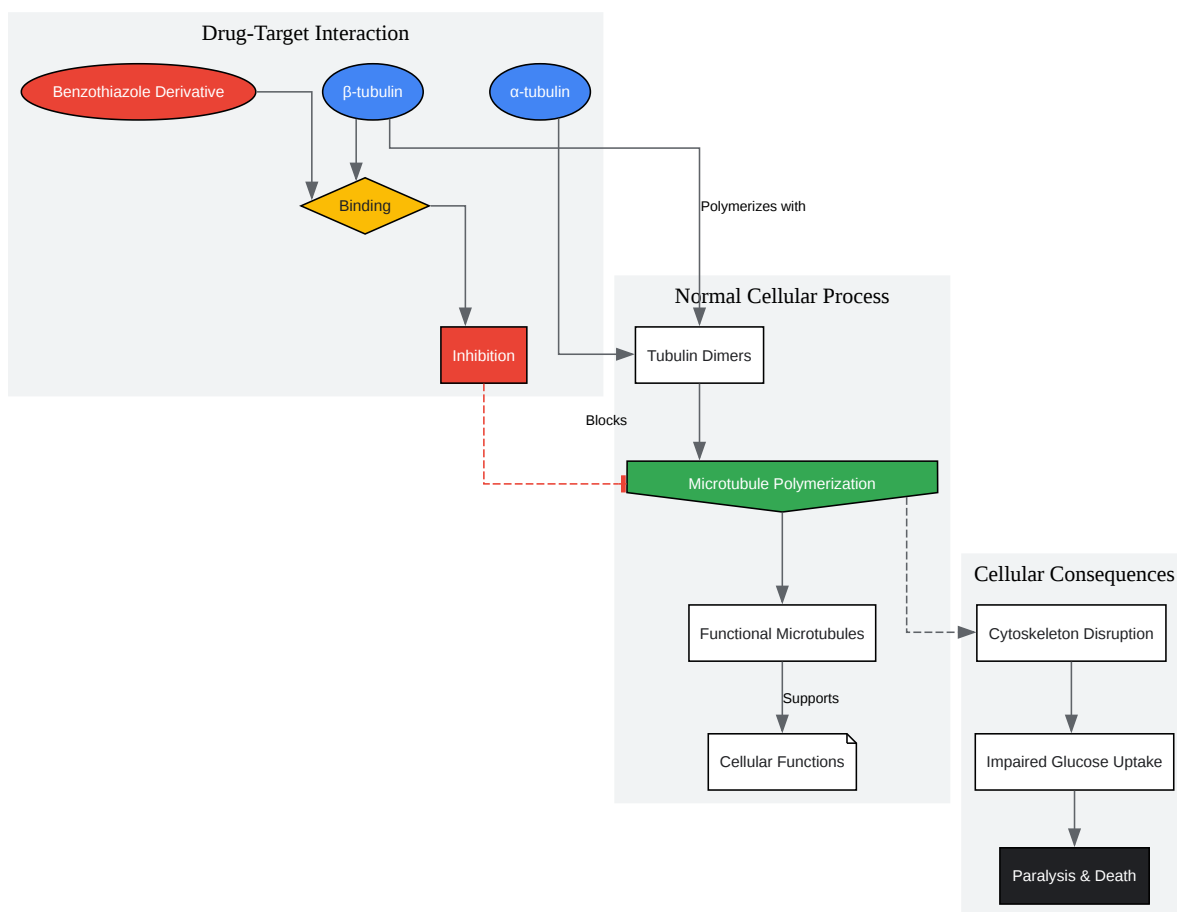 Drug-Target Interaction
Benzothiazole Derivative
β-tubulin
α-tubulin
Binding
Polymerizes with
Inhibition
Normal Cellular Process
Tubulin Dimers
Blocks
Microtubule Polymerization
Functional Microtubules
Supports
Cellular Functions
Cellular Consequences
Cytoskeleton Disruption
Impaired Glucose Uptake
Paralysis & Death